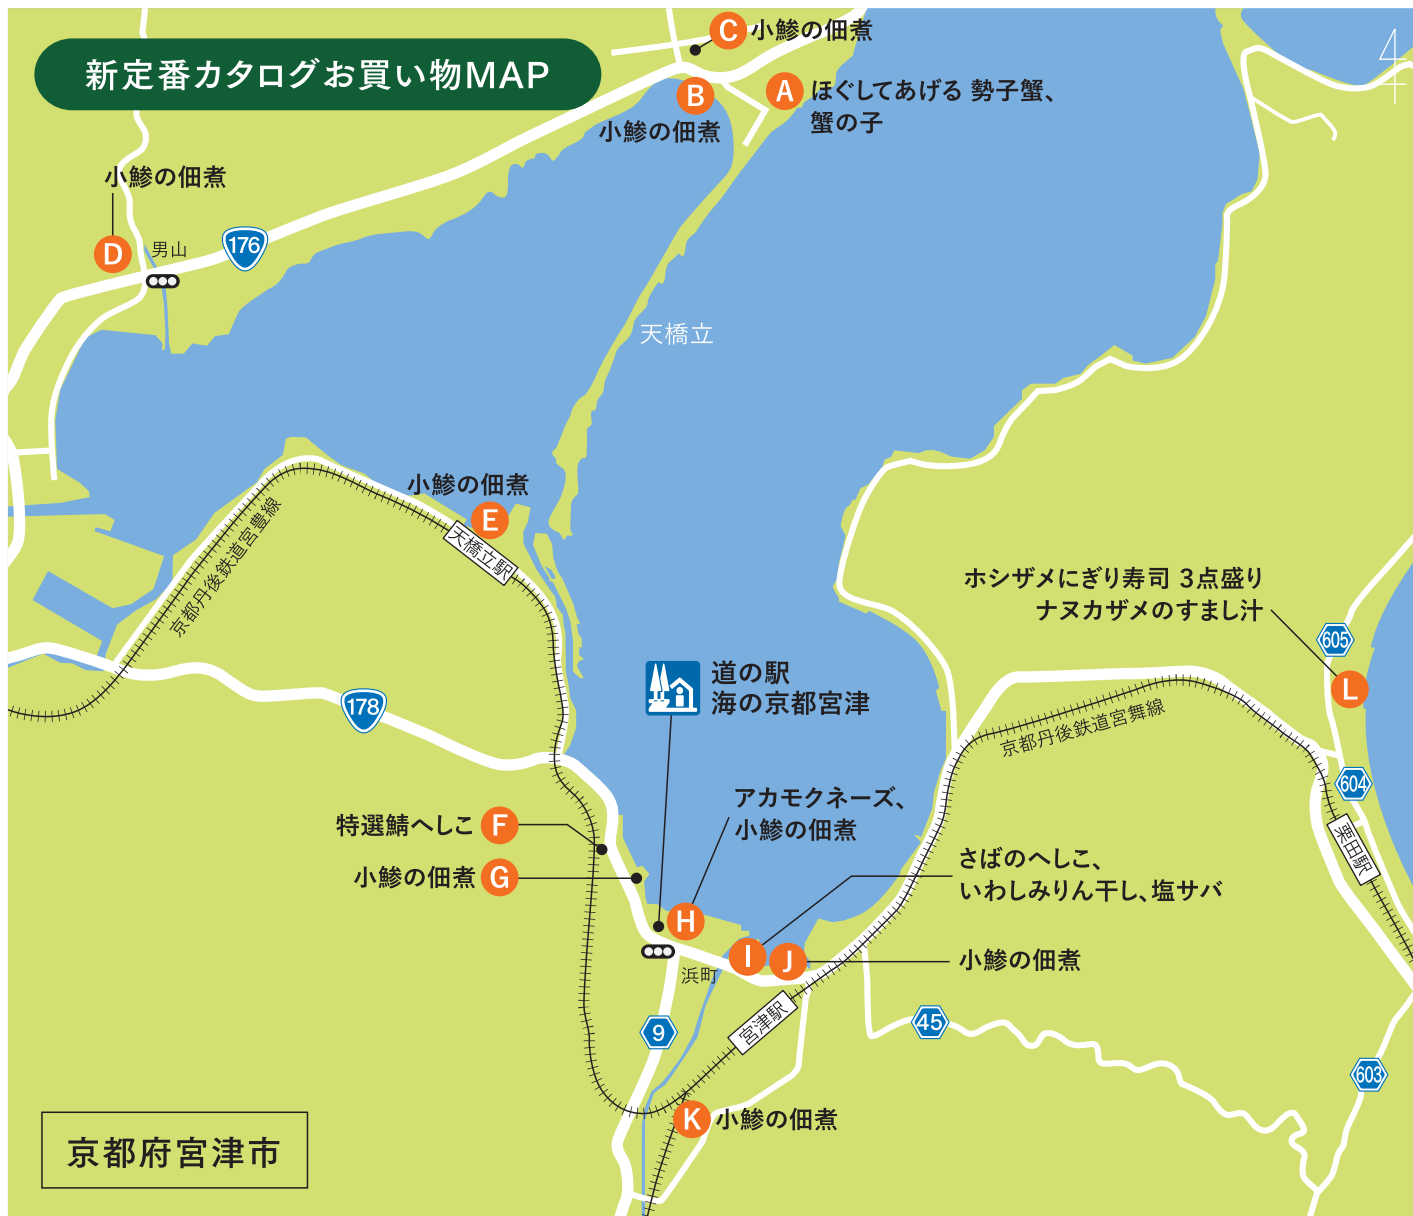 新定番カタログお買い物MAP
C 小鯵の佃煮
B
小鯵の佃煮
A ほぐしてあげる 勢子蟹、
蟹の子
4
小鯵の佃煮
D
男山
176
天橋立
小鯵の佃煮
E
天橋立駅
京都丹後鉄道宮豊線
178
ホシザメにぎり寿司 3点盛り
ナヌカザメのすまし汁
605
L
道の駅
海の京都宮津
京都丹後鉄道宮舞線
604
栗田駅
特選鯖へしこ F
小鯵の佃煮 G
アカモクネーズ、
小鯵の佃煮
H
さばのへしこ、
いわしみりん干し、塩サバ
I
J
小鯵の佃煮
浜町
9
宮津駅
45
603
K 小鯵の佃煮
京都府宮津市